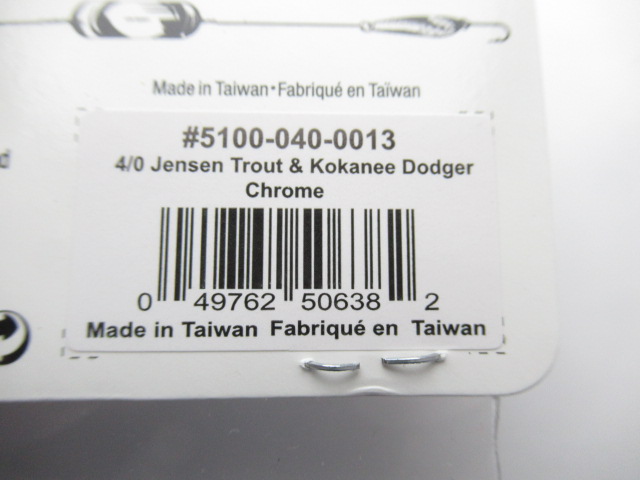 Made in Taiwan•Fabriqué en Taïwan
#5100-040-0013
4/0 Jensen Trout & Kokanee Dodger
Chrome
0 49762 50638 2
Made in Taiwan Fabriqué en Taiwan